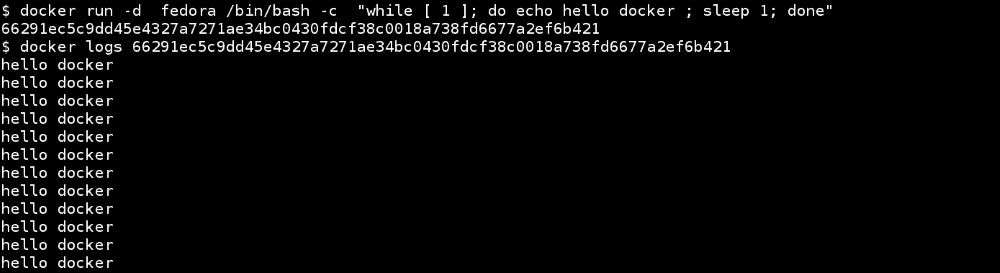 $ docker run -d  fedora /bin/bash -c  "while [ 1 ]; do echo hello docker ; sleep 1; done"
66291ec5c9dd45e4327a7271ae34bc0430fdcf38c0018a738fd6677a2ef6b421
$ docker logs 66291ec5c9dd45e4327a7271ae34bc0430fdcf38c0018a738fd6677a2ef6b421
hello docker
hello docker
hello docker
hello docker
hello docker
hello docker
hello docker
hello docker
hello docker
hello docker
hello docker
hello docker